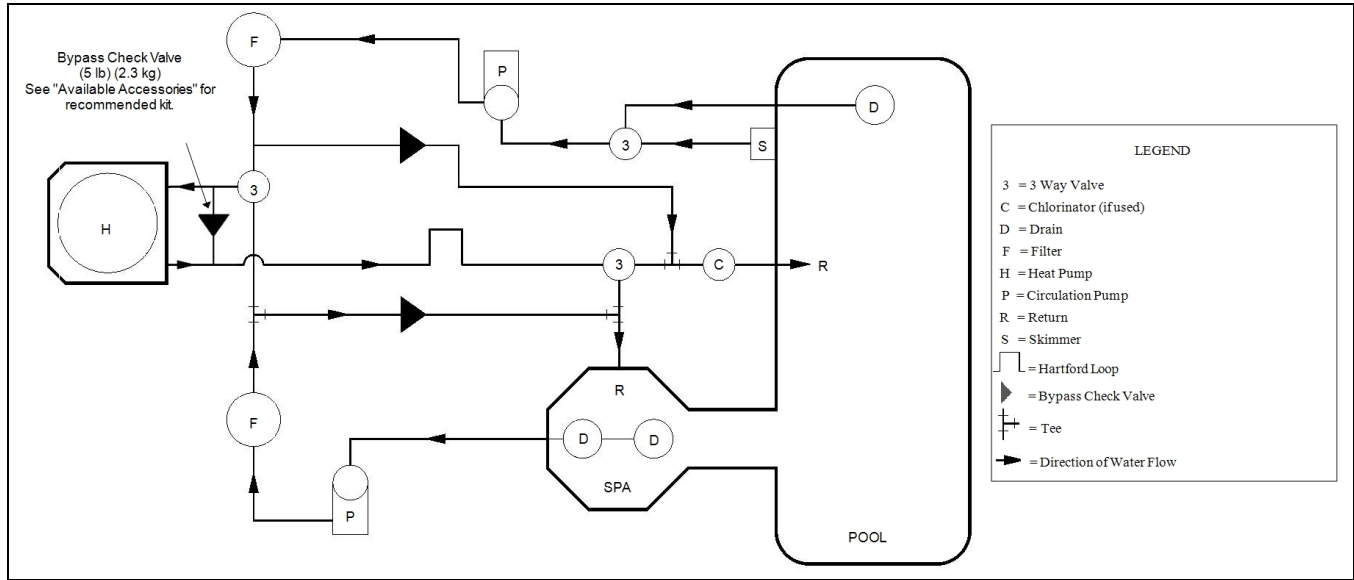 Bypass Check Valve
(5 lb) (2.3 kg)
See "Available Accessories" for
recommended kit.
F
P
3
S
D
H
3
3
C
R
F
P
R
D
D
SPA
POOL
LEGEND
3 = 3 Way Valve
C = Chlorinator (if used)
D = Drain
F = Filter
H = Heat Pump
P = Circulation Pump
R = Return
S = Skimmer
= Hartford Loop
= Bypass Check Valve
= Tee
= Direction of Water Flow